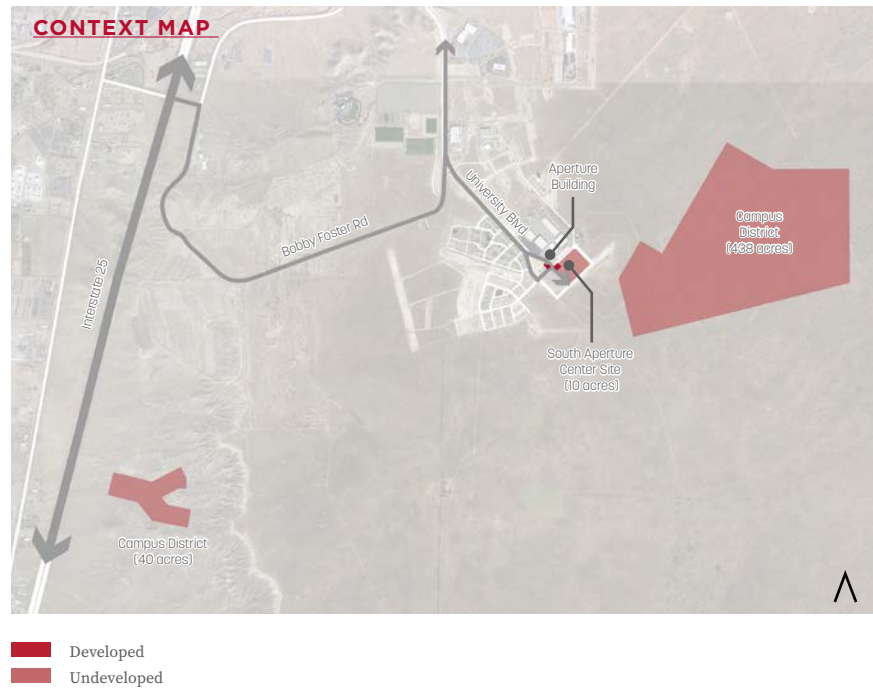 CONTEXT MAP
Aperture
Building
University Blvd
Campus
District
(438 acres)
Bobby Foster Rd
Interstate 25
South Aperture
Center Site
(10 acres)
Campus District
(40 acres)
Developed
Undeveloped